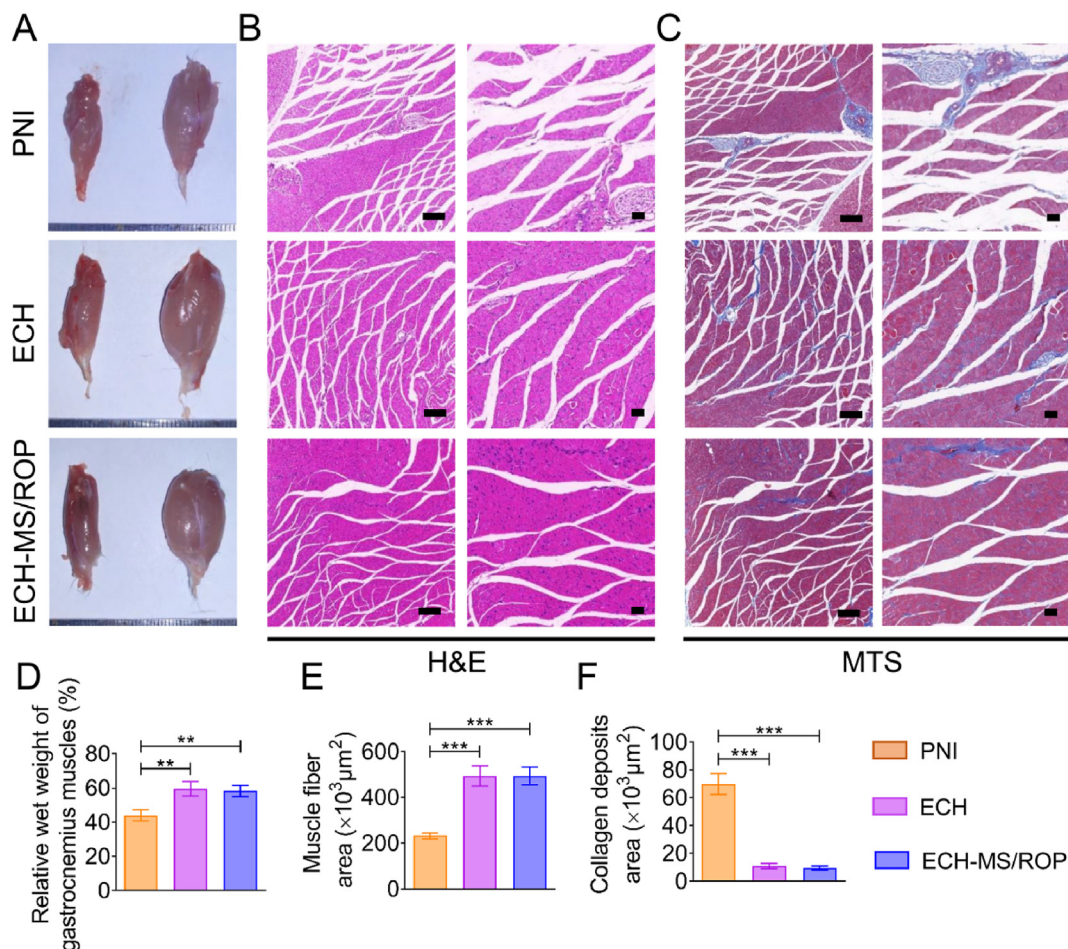 A
B
C
PNI
ECH
ECH-MS/ROP
H&E
MTS
D
Relative wet weight of
gastrocnemius muscles (%)
80
60
40
20
0
**
**
E
Muscle fiber
area (×10³μm²)
600
400
200
0
***
***
F
Collagen deposits
area (×10³μm²)
100
80
60
40
20
0
***
***
PNI
ECH
ECH-MS/ROP